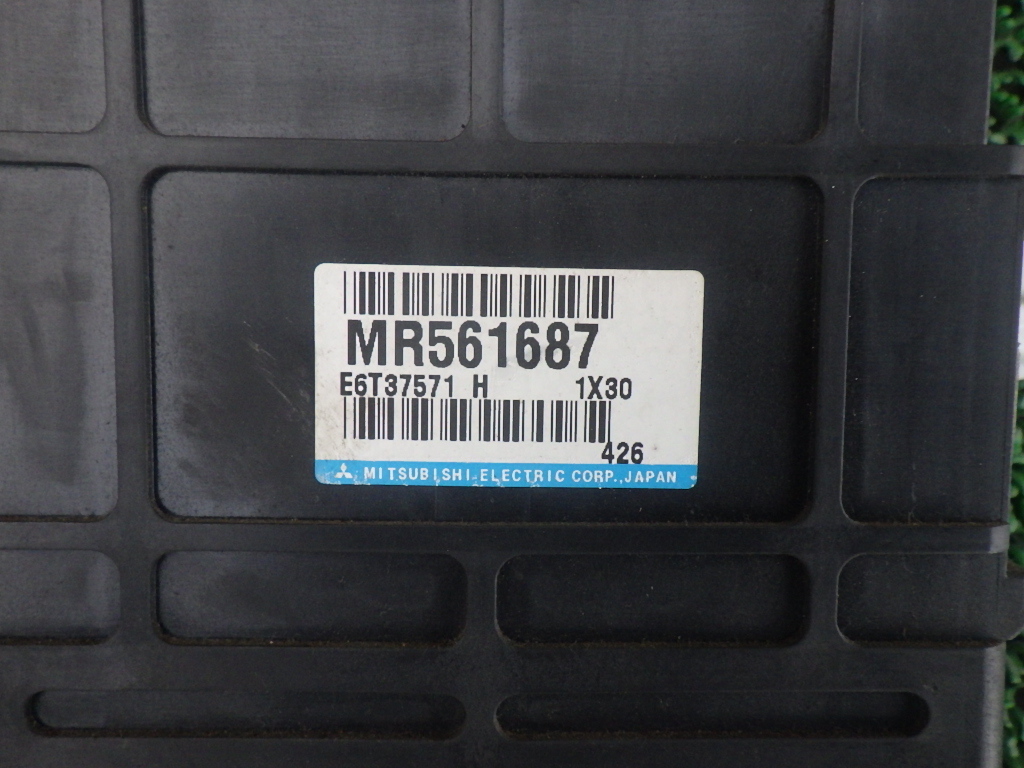 MR561687
E6T37571 H 1X30
426
MITSUBISHI ELECTRIC CORP., JAPAN